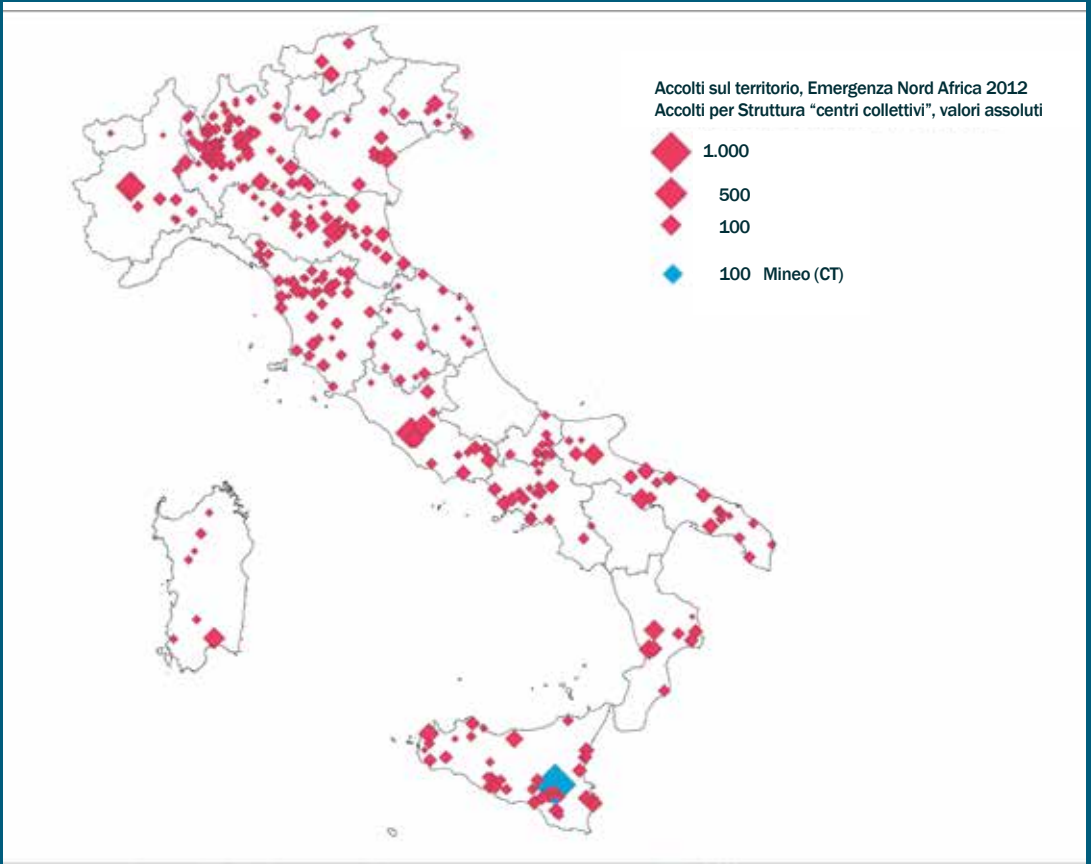 Accolti sul territorio, Emergenza Nord Africa 2012
Accolti per Struttura “centri collettivi”, valori assoluti
1.000
500
100
100 Mineo (CT)